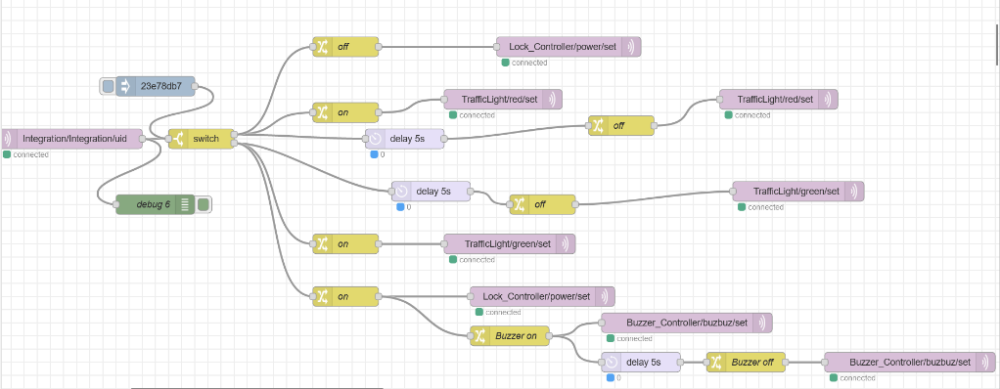 off
Lock_Controller/power/set
connected
23e78db7
on
TrafficLight/red/set
connected
TrafficLight/red/set
connected
Integration/Integration/uid
connected
switch
delay 5s
0
off
debug 6
delay 5s
0
off
TrafficLight/green/set
connected
on
TrafficLight/green/set
connected
on
Lock_Controller/power/set
connected
Buzzer on
Buzzer_Controller/buzbuz/set
connected
delay 5s
0
Buzzer off
Buzzer_Controller/buzbuz/set
connected